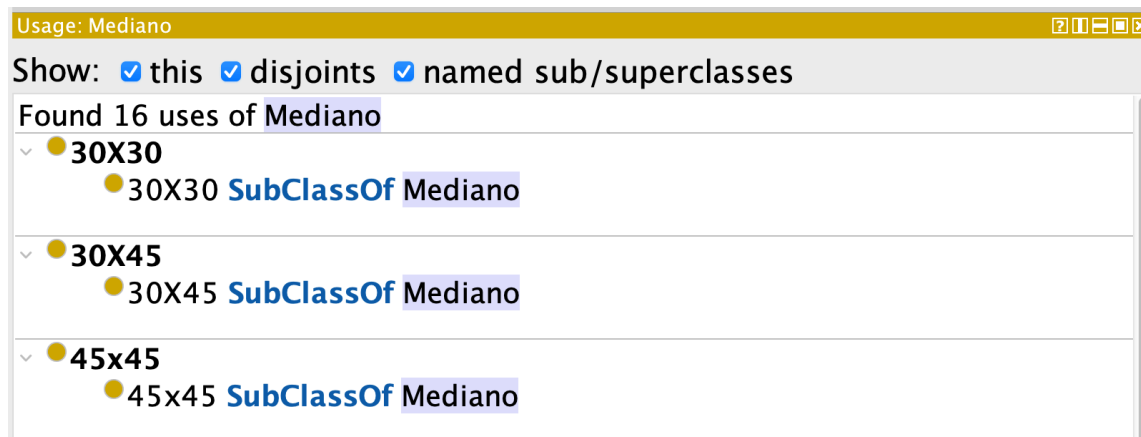 Usage: Mediano
Show: this disjoints named sub/superclasses
Found 16 uses of Mediano
30X30
30X30 SubClassOf Mediano
30X45
30X45 SubClassOf Mediano
45x45
45x45 SubClassOf Mediano